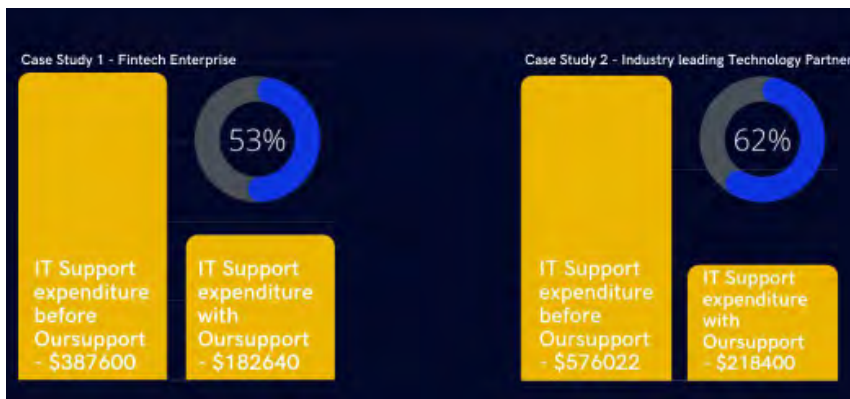 Case Study 1 - Fintech Enterprise
53%
IT Support
expenditure
before
Oursupport
- $387600
IT Support
expenditure
with
Oursupport
- $182640
Case Study 2 - Industry leading Technology Partner
62%
IT Support
expenditure
before
Oursupport
- $576022
IT Support
expenditure
with
Oursupport
- $218400